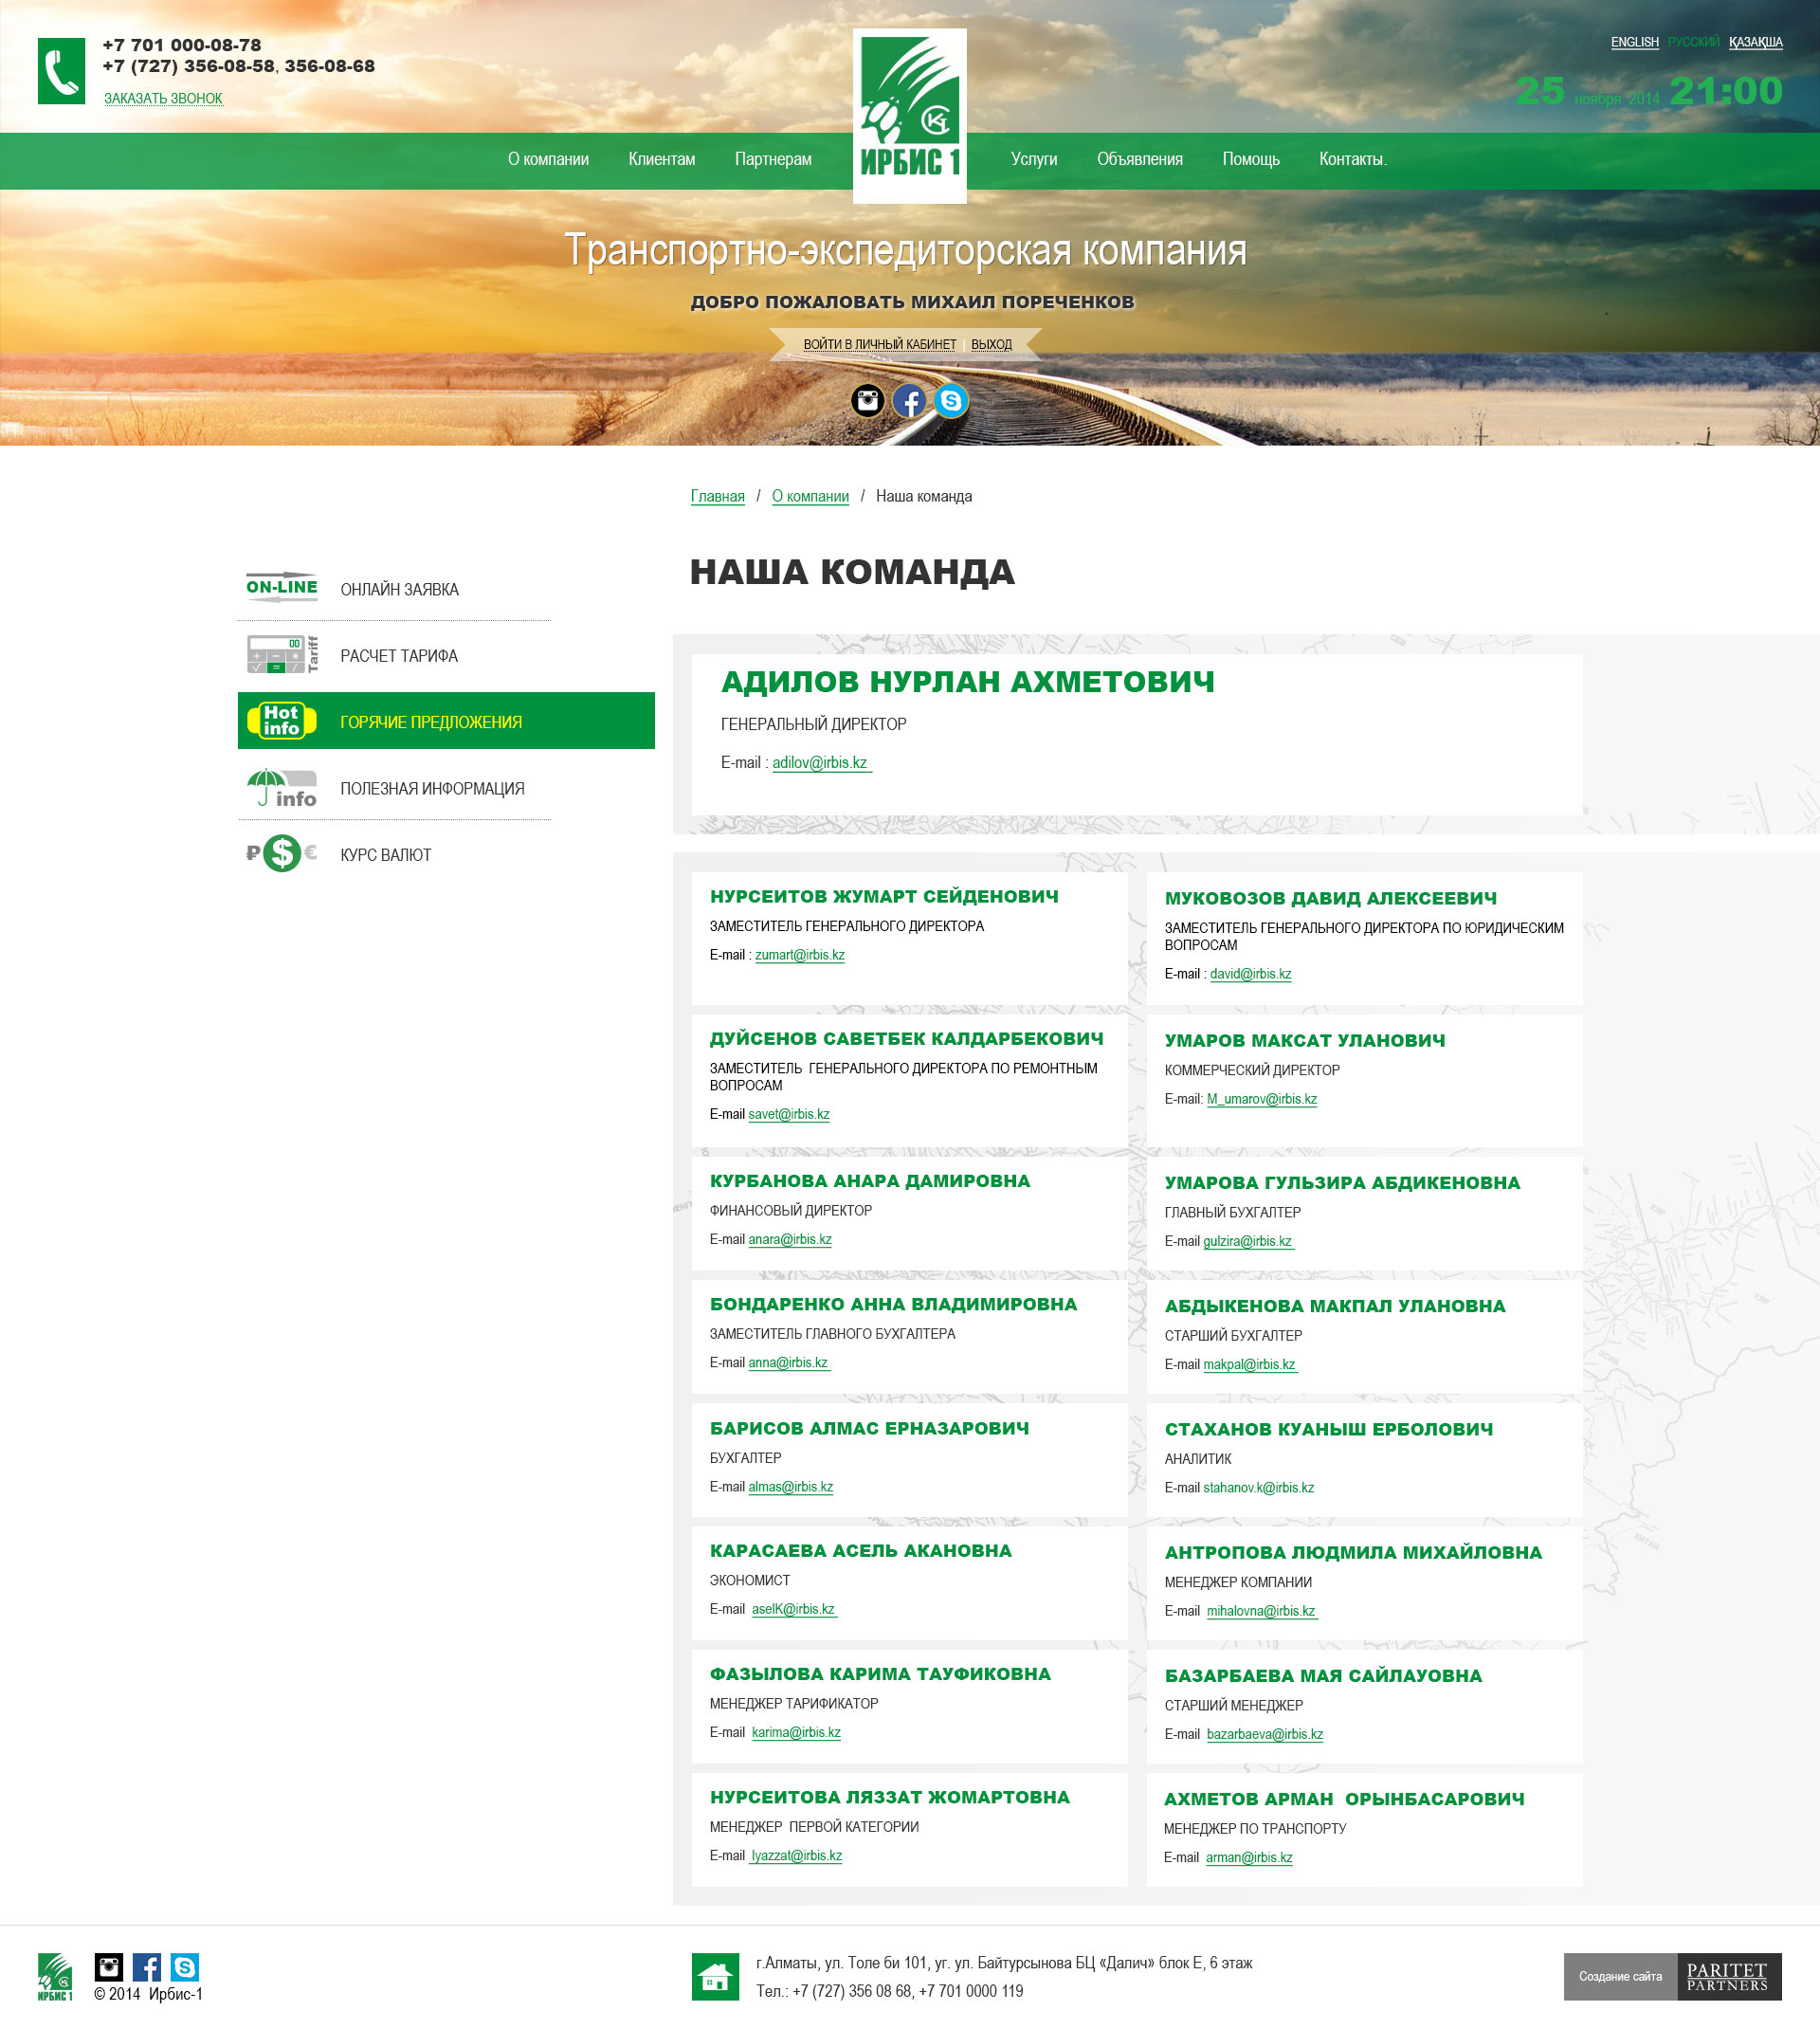 +7 701 000-08-78
+7 (727) 356-08-58, 356-08-68
ЗАКАЗАТЬ ЗВОНОК
ENGLISH РУССКИЙ ҚАЗАҚША
25 ноября 2014 21:00
О компании Клиентам Партнерам
ИРБИС 1
Услуги Объявления Помощь Контакты.
Транспортно-экспедиторская компания
ДОБРО ПОЖАЛОВАТЬ МИХАИЛ ПОРЕЧЕНКОВ
ВОЙТИ В ЛИЧНЫЙ КАБИНЕТ | ВЫХОД
Главная / О компании / Наша команда
ON-LINE ОНЛАЙН ЗАЯВКА
Tariff РАСЧЕТ ТАРИФА
Hot info ГОРЯЧИЕ ПРЕДЛОЖЕНИЯ
info ПОЛЕЗНАЯ ИНФОРМАЦИЯ
₽ $ € КУРС ВАЛЮТ
НАША КОМАНДА
АДИЛОВ НУРЛАН АХМЕТОВИЧ
ГЕНЕРАЛЬНЫЙ ДИРЕКТОР
E-mail : adilov@irbis.kz
НУРСЕИТОВ ЖУМАРТ СЕЙДЕНОВИЧ
ЗАМЕСТИТЕЛЬ ГЕНЕРАЛЬНОГО ДИРЕКТОРА
E-mail : zumart@irbis.kz
МУКОВОЗОВ ДАВИД АЛЕКСЕЕВИЧ
ЗАМЕСТИТЕЛЬ ГЕНЕРАЛЬНОГО ДИРЕКТОРА ПО ЮРИДИЧЕСКИМ
ВОПРОСАМ
E-mail : david@irbis.kz
ДУЙСЕНОВ САВЕТБЕК КАЛДАРБЕКОВИЧ
ЗАМЕСТИТЕЛЬ ГЕНЕРАЛЬНОГО ДИРЕКТОРА ПО РЕМОНТНЫМ
ВОПРОСАМ
E-mail savet@irbis.kz
УМАРОВ МАКСАТ УЛАНОВИЧ
КОММЕРЧЕСКИЙ ДИРЕКТОР
E-mail: M_umarov@irbis.kz
КУРБАНОВА АНАРА ДАМИРОВНА
ФИНАНСОВЫЙ ДИРЕКТОР
E-mail anara@irbis.kz
УМАРОВА ГУЛЬЗИРА АБДИКЕНОВНА
ГЛАВНЫЙ БУХГАЛТЕР
E-mail gulzira@irbis.kz
БОНДАРЕНКО АННА ВЛАДИМИРОВНА
ЗАМЕСТИТЕЛЬ ГЛАВНОГО БУХГАЛТЕРА
E-mail anna@irbis.kz
АБДЫКЕНОВА МАКПАЛ УЛАНОВНА
СТАРШИЙ БУХГАЛТЕР
E-mail makpal@irbis.kz
БАРИСОВ АЛМАС ЕРНАЗАРОВИЧ
БУХГАЛТЕР
E-mail almas@irbis.kz
СТАХАНОВ КУАНЫШ ЕРБОЛОВИЧ
АНАЛИТИК
E-mail stahanov.k@irbis.kz
КАРАСАЕВА АСЕЛЬ АКАНОВНА
ЭКОНОМИСТ
E-mail aselK@irbis.kz
АНТРОПОВА ЛЮДМИЛА МИХАЙЛОВНА
МЕНЕДЖЕР КОМПАНИИ
E-mail mihalovna@irbis.kz
ФАЗЫЛОВА КАРИМА ТАУФИКОВНА
МЕНЕДЖЕР ТАРИФИКАТОР
E-mail karima@irbis.kz
БАЗАРБАЕВА МАЯ САЙЛАУОВНА
СТАРШИЙ МЕНЕДЖЕР
E-mail bazarbaeva@irbis.kz
НУРСЕИТОВА ЛЯЗЗАТ ЖОМАРТОВНА
МЕНЕДЖЕР ПЕРВОЙ КАТЕГОРИИ
E-mail lyazzat@irbis.kz
АХМЕТОВ АРМАН ОРЫНБАСАРОВИЧ
МЕНЕДЖЕР ПО ТРАНСПОРТУ
E-mail arman@irbis.kz
ИРБИС 1
© 2014 Ирбис-1
г.Алматы, ул. Толе би 101, уг. ул. Байтурсынова БЦ «Далич» блок Е, 6 этаж
Тел.: +7 (727) 356 08 68, +7 701 0000 119
Создание сайта
PARITET
PARTNERS